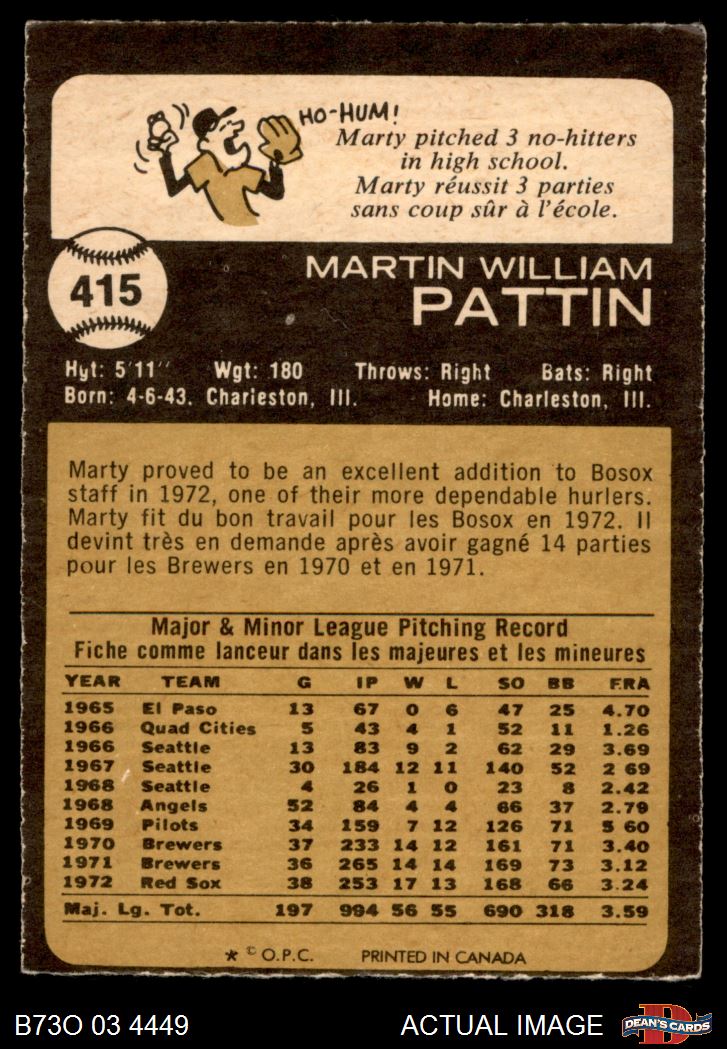 HO-HUM!
Marty pitched 3 no-hitters
in high school.
Marty réussit 3 parties
sans coup sûr à l'école.
415
MARTIN WILLIAM
PATTIN
Hgt: 5'11" Wgt: 180 Throws: Right Bats: Right
Born: 4-6-43. Charleston, Ill. Home: Charleston, Ill.
Marty proved to be an excellent addition to Bosox
staff in 1972, one of their more dependable hurlers.
Marty fit du bon travail pour les Bosox en 1972. Il
devint très en demande après avoir gagné 14 parties
pour les Brewers en 1970 et en 1971.
Major & Minor League Pitching Record
Fiche comme lanceur dans les majeures et les mineures
YEAR TEAM G IP W L SO BB ERA
1965 El Paso 13 67 0 6 47 25 4.70
1966 Quad Cities 5 43 4 1 52 11 1.26
1966 Seattle 13 83 9 2 62 29 3.69
1967 Seattle 30 184 12 11 140 52 2 69
1968 Seattle 4 26 1 0 23 8 2.42
1968 Angels 52 84 4 4 66 37 2.79
1969 Pilots 34 159 7 12 126 71 5 60
1970 Brewers 37 233 14 12 161 71 3.40
1971 Brewers 36 265 14 14 169 73 3.12
1972 Red Sox 38 253 17 13 168 66 3.24
Maj. Lg. Tot. 197 994 56 55 690 318 3.59
* © O.P.C. PRINTED IN CANADA
B73O 03 4449 ACTUAL IMAGE D DEAN'S CARDS